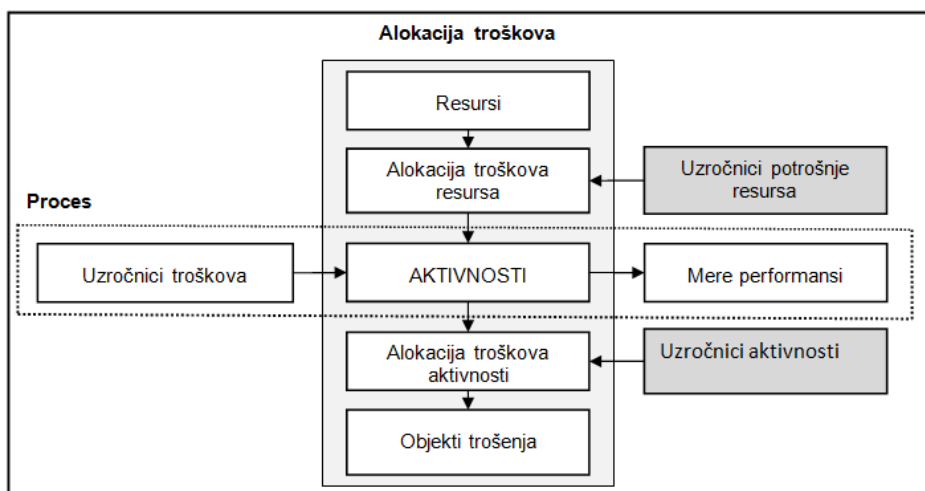 Alokacija troškova
Resursi
Alokacija troškova
resursa
Uzročnici potrošnje
resursa
Proces
Uzročnici troškova
AKTIVNOSTI
Mere performansi
Alokacija troškova
aktivnosti
Uzročnici aktivnosti
Objekti trošenja